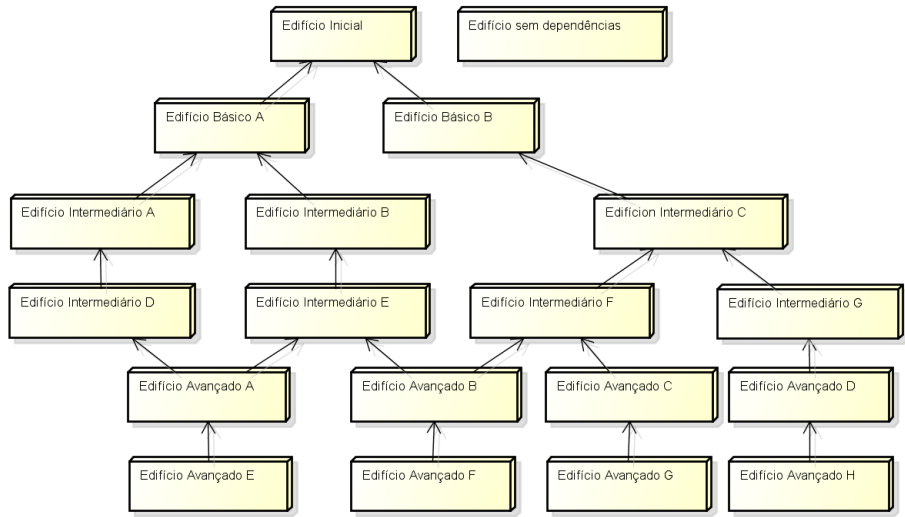 Edifício Inicial
Edifício sem dependências
Edifício Básico A
Edifício Básico B
Edifício Intermediário A
Edifício Intermediário B
Edifícion Intermediário C
Edifício Intermediário D
Edifício Intermediário E
Edifício Intermediário F
Edifício Intermediário G
Edifício Avançado A
Edifício Avançado B
Edifício Avançado C
Edifício Avançado D
Edifício Avançado E
Edifício Avançado F
Edifício Avançado G
Edifício Avançado H